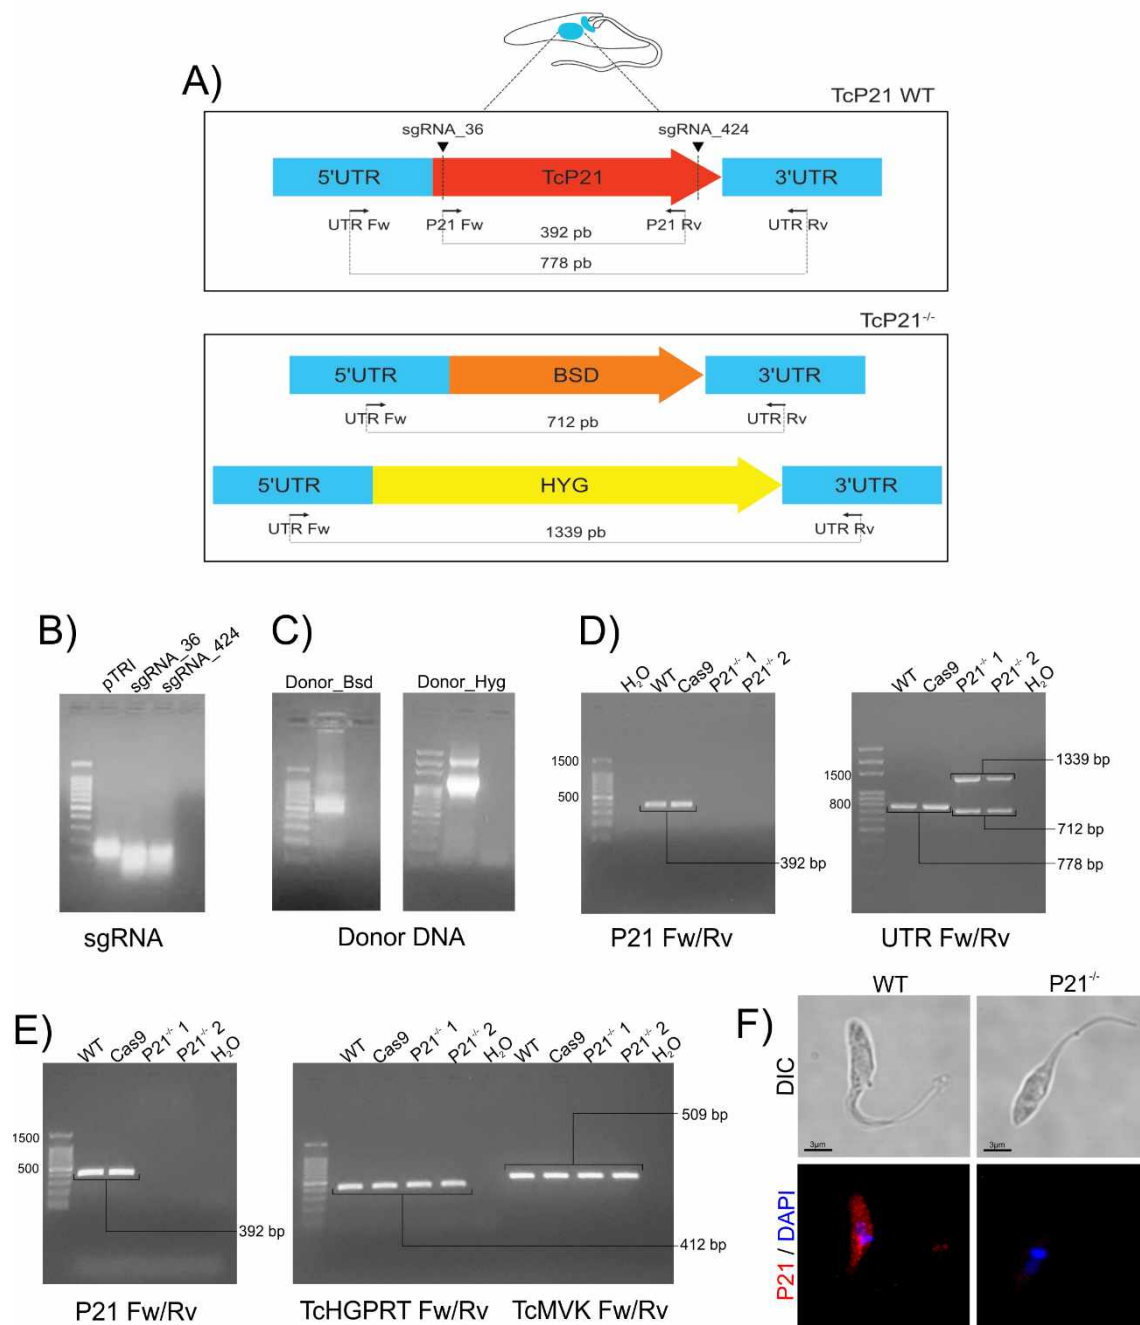 A)
TcP21 WT
sgRNA_36
sgRNA_424
5'UTR
TcP21
3'UTR
UTR Fw
P21 Fw
P21 Rv
UTR Rv
392 pb
778 pb
TcP21-/-
5'UTR
BSD
3'UTR
UTR Fw
UTR Rv
712 pb
5'UTR
HYG
3'UTR
UTR Fw
UTR Rv
1339 pb
B)
pTRI
sgRNA_36
sgRNA_424
sgRNA
C)
Donor_Bsd
Donor_Hyg
Donor DNA
D)
H2O
WT
Cas9
P21-/- 1
P21-/- 2
1500
500
392 bp
P21 Fw/Rv
WT
Cas9
P21-/- 1
P21-/- 2
H2O
1500
800
1339 bp
712 bp
778 bp
UTR Fw/Rv
E)
WT
Cas9
P21-/- 1
P21-/- 2
H2O
1500
500
392 bp
P21 Fw/Rv
WT
Cas9
P21-/- 1
P21-/- 2
H2O
WT
Cas9
P21-/- 1
P21-/- 2
H2O
509 bp
412 bp
TcHGPRT Fw/Rv
TcMVK Fw/Rv
F)
WT
P21-/-
DIC
3µm
3µm
P21 / DAPI